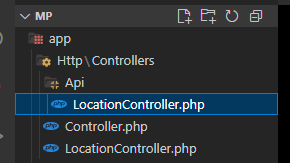 MP
app
Http\Controllers
Api
LocationController.php
Controller.php
LocationController.php